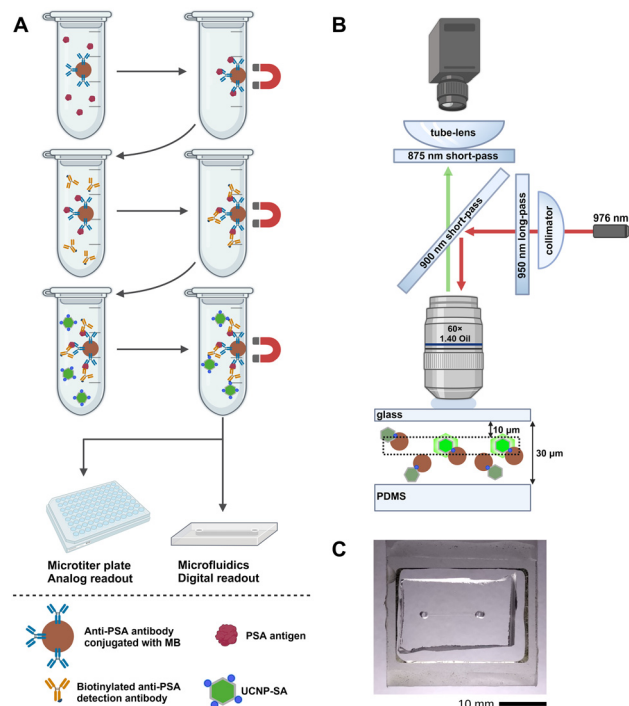 A
Microtiter plate
Analog readout
Microfluidics
Digital readout
Anti-PSA antibody
conjugated with MB
PSA antigen
Biotinylated anti-PSA
detection antibody
UCNP-SA
B
tube-lens
875 nm short-pass
900 nm short-pass
950 nm long-pass
collimator
976 nm
60×
1.40 Oil
glass
10 µm
30 µm
PDMS
C
10 mm